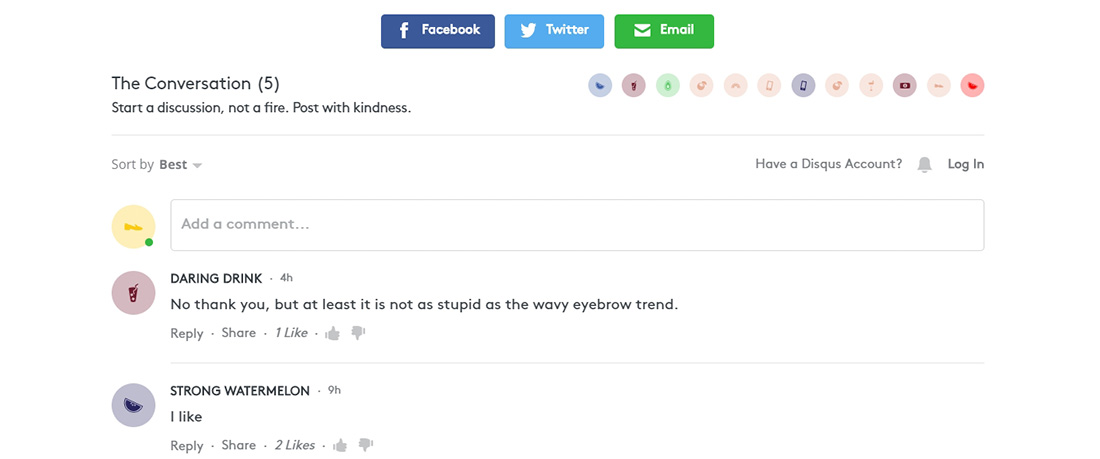 Facebook Twitter Email
The Conversation (5)
Start a discussion, not a fire. Post with kindness.
Sort by Best Have a Disqus Account? Log In
Add a comment...
DARING DRINK · 4h
No thank you, but at least it is not as stupid as the wavy eyebrow trend.
Reply · Share · 1 Like ·
STRONG WATERMELON · 9h
I like
Reply · Share · 2 Likes ·